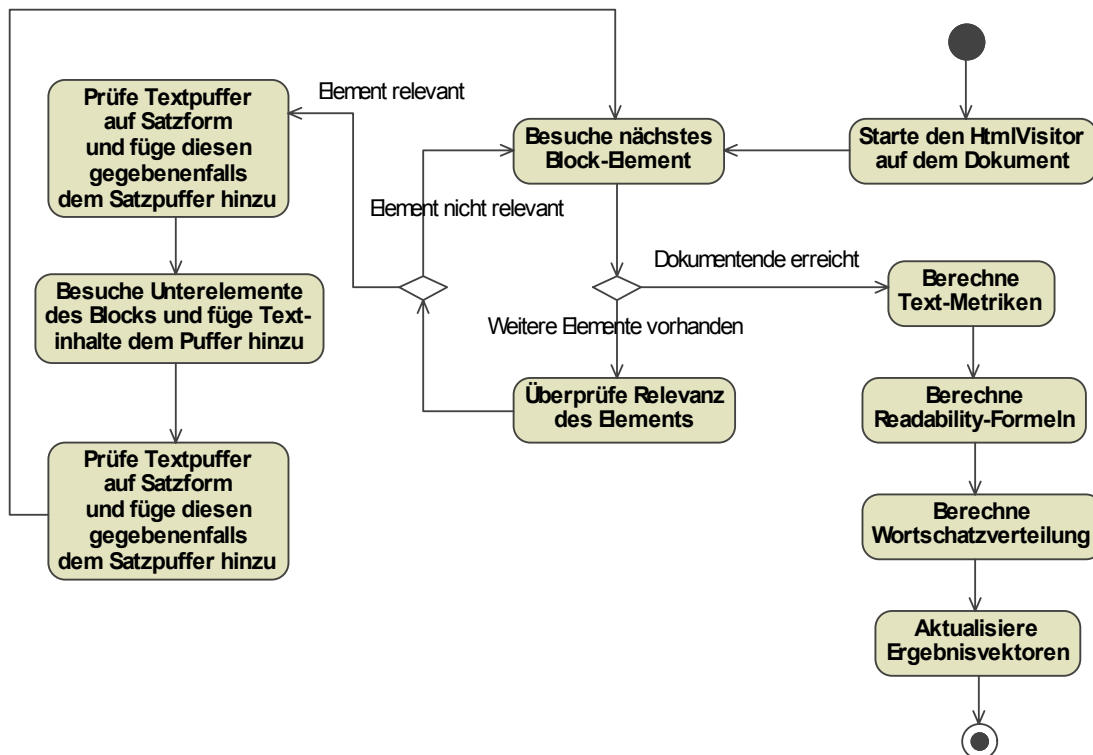 Element relevant
Prüfe Textpuffer
auf Satzform
und füge diesen
gegebenenfalls
dem Satzpuffer hinzu
Besuche nächstes
Block-Element
Starte den HtmlVisitor
auf dem Dokument
Element nicht relevant
Dokumentende erreicht
Berechne
Text-Metriken
Besuche Unterelemente
des Blocks und füge Text-
inhalte dem Puffer hinzu
Weitere Elemente vorhanden
Überprüfe Relevanz
des Elements
Berechne
Readability-Formeln
Prüfe Textpuffer
auf Satzform
und füge diesen
gegebenenfalls
dem Satzpuffer hinzu
Berechne
Wortschatzverteilung
Aktualisiere
Ergebnisvektoren